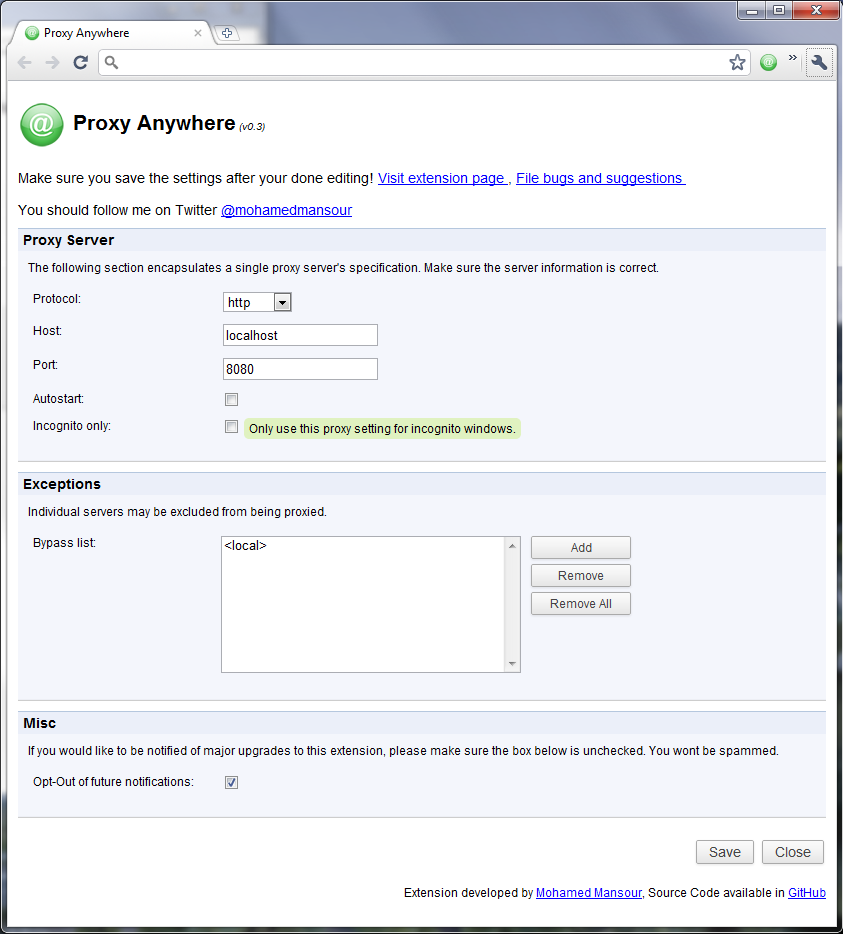 Proxy Anywhere
@ Proxy Anywhere (v0.3)
Make sure you save the settings after your done editing! Visit extension page , File bugs and suggestions
You should follow me on Twitter @mohamedmansour
Proxy Server
The following section encapsulates a single proxy server's specification. Make sure the server information is correct.
Protocol: http
Host: localhost
Port: 8080
Autostart:
Incognito only: Only use this proxy setting for incognito windows.
Exceptions
Individual servers may be excluded from being proxied.
Bypass list: <local> Add
Remove
Remove All
Misc
If you would like to be notified of major upgrades to this extension, please make sure the box below is unchecked. You wont be spammed.
Opt-Out of future notifications:
Save Close
Extension developed by Mohamed Mansour, Source Code available in GitHub